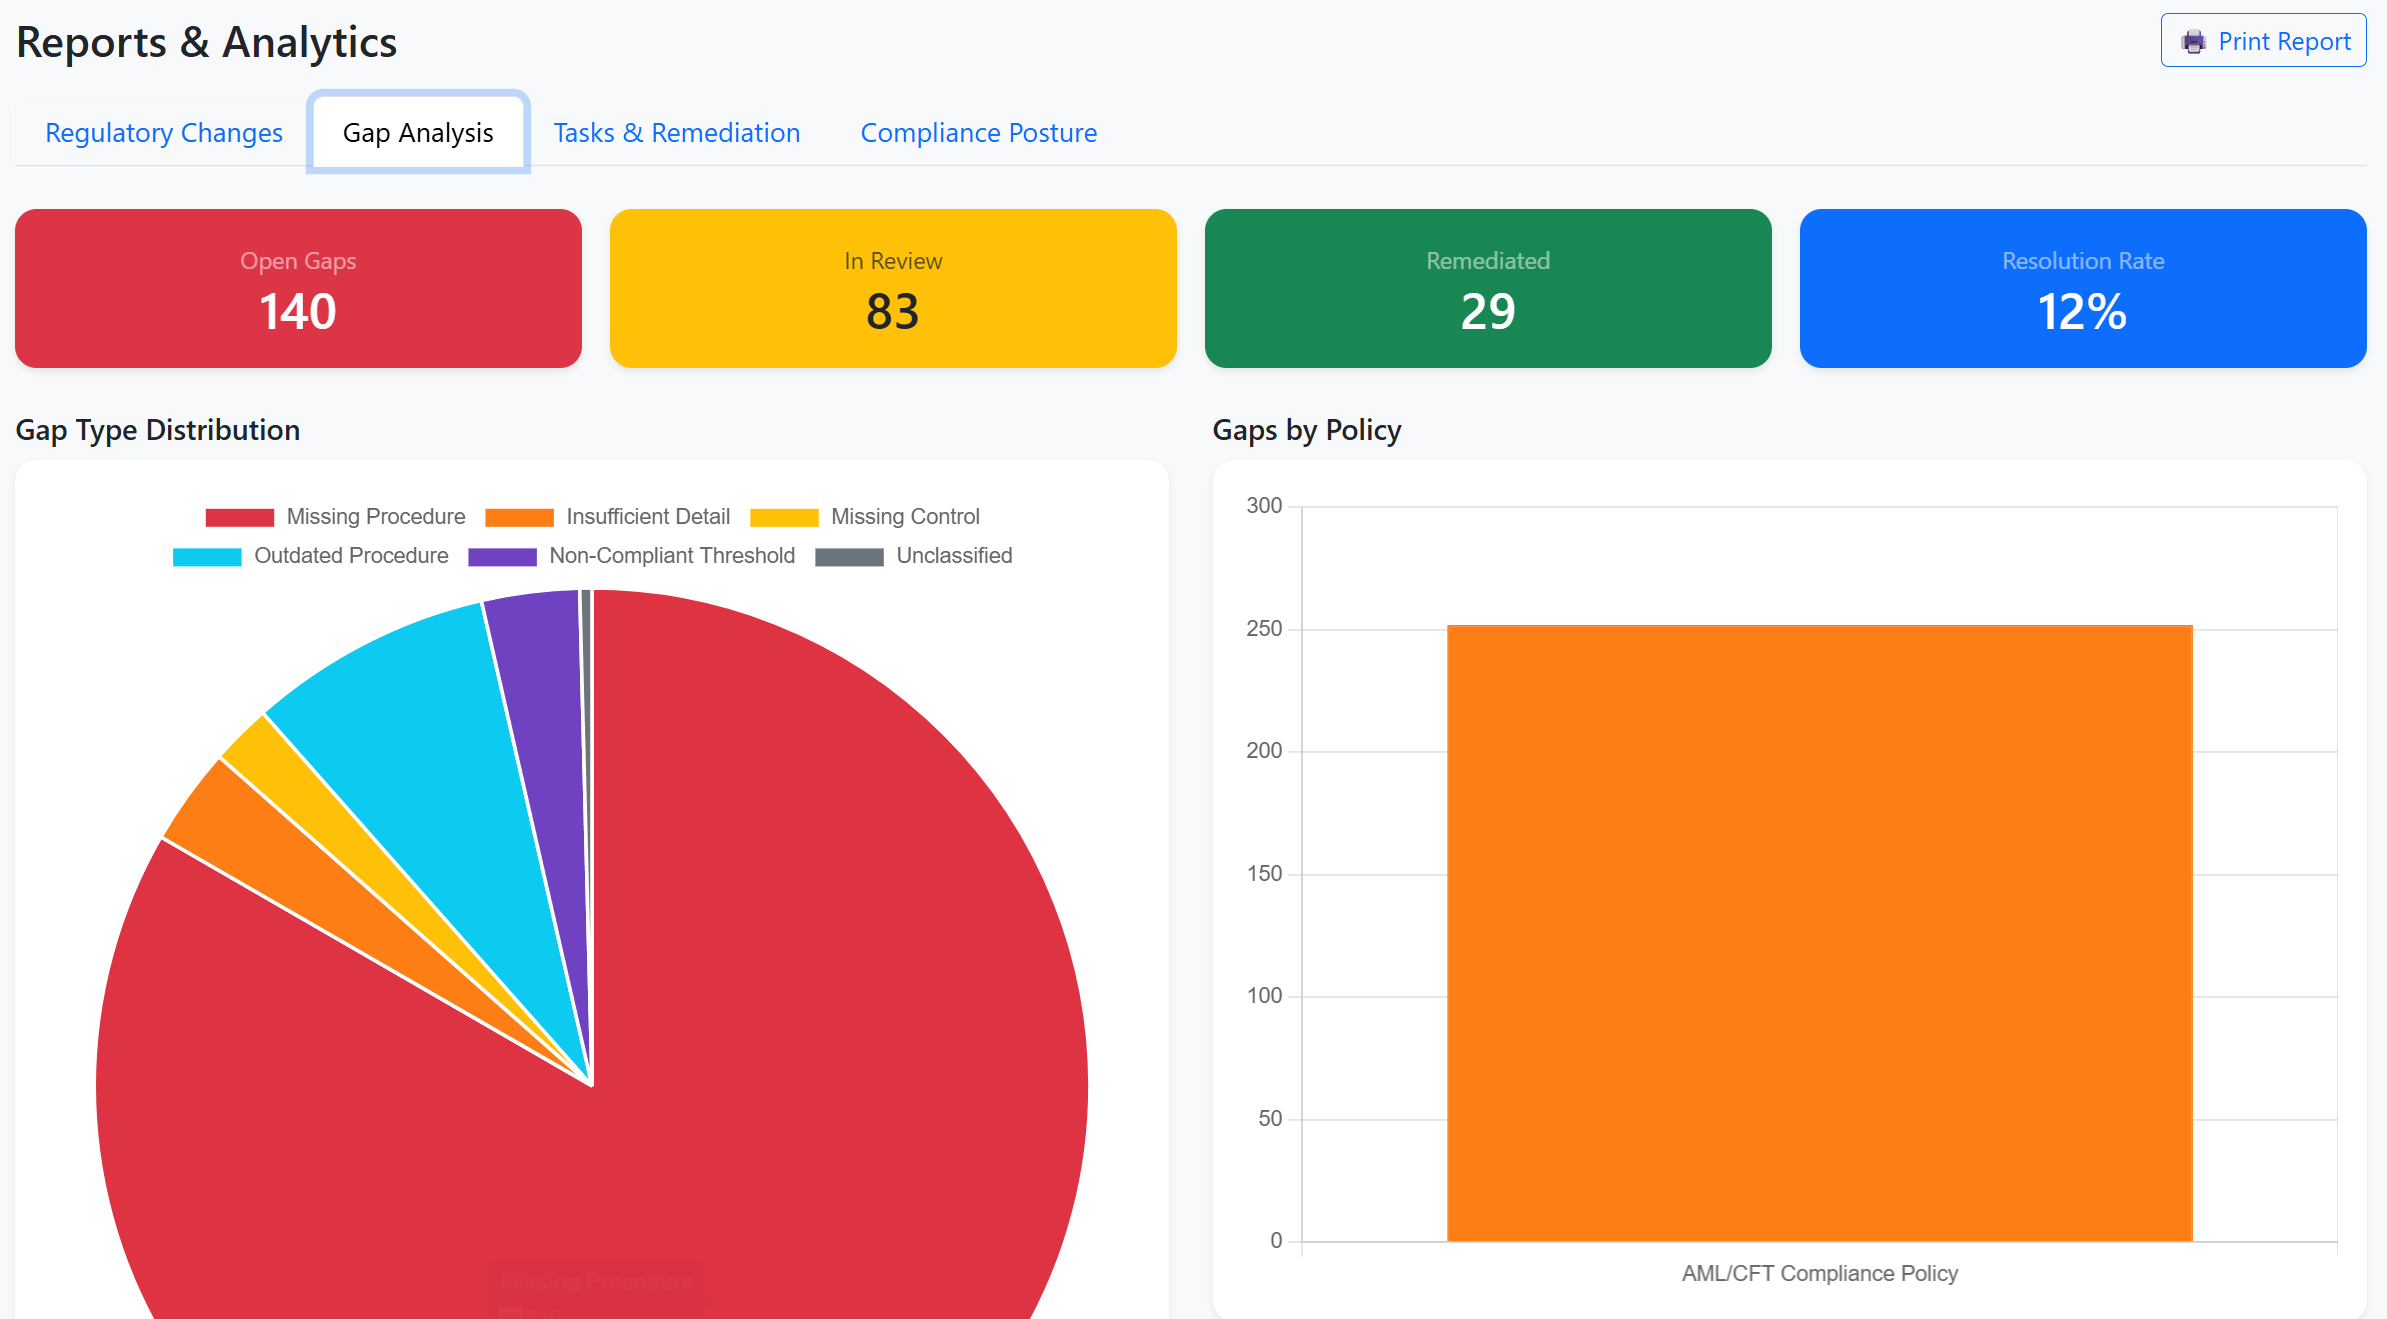 Reports & Analytics
Print Report
Regulatory Changes
Gap Analysis
Tasks & Remediation
Compliance Posture
Open Gaps
140
In Review
83
Remediated
29
Resolution Rate
12%
Gap Type Distribution
Missing Procedure
Insufficient Detail
Missing Control
Outdated Procedure
Non-Compliant Threshold
Unclassified
Missing Procedure
Gaps by Policy
300
250
200
150
100
50
0
AML/CFT Compliance Policy